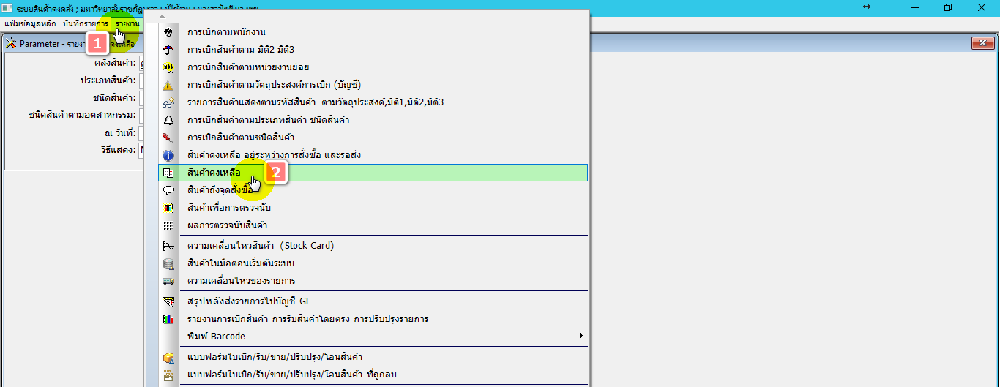 ระบบสินค้าคงคลัง ; มหาวิทยาลัยราชภัฏ
แฟ้มข้อมูลหลัก บันทึกรายการ รายงาน
1
Parameter - คงเหลือ
คลังสินค้า:
ประเภทสินค้า:
ชนิดสินค้า:
ชนิดสินค้าตามอุตสาหกรรม:
ณ วันที่:
วิธีแสดง:
การเบิกตามพนักงาน
การเบิกสินค้าตาม มิติ2 มิติ3
การเบิกสินค้าตามหน่วยงานย่อย
การเบิกสินค้าตามวัตถุประสงค์การเบิก (บัญชี)
รายการสินค้าแสดงตามรหัสสินค้า ตามวัตถุประสงค์,มิติ1,มิติ2,มิติ3
การเบิกสินค้าตามประเภทสินค้า ชนิดสินค้า
การเบิกสินค้าตามชนิดสินค้า
สินค้าคงเหลือ อยู่ระหว่างการสั่งซื้อ และรอส่ง
สินค้าคงเหลือ 2
สินค้าถึงจุดสั่งซื้อ
สินค้าเพื่อการตรวจนับ
ผลการตรวจนับสินค้า
ความเคลื่อนไหวสินค้า (Stock Card)
สินค้าในมือตอนเริ่มต้นระบบ
ความเคลื่อนไหวของรายการ
สรุปหลังส่งรายการไปบัญชี GL
รายงานการเบิกสินค้า การรับสินค้าโดยตรง การปรับปรุงรายการ
พิมพ์ Barcode
แบบฟอร์มใบเบิก/รับ/ขาย/ปรับปรุง/โอนสินค้า
แบบฟอร์มใบเบิก/รับ/ขาย/ปรับปรุง/โอนสินค้า ที่ถูกลบ